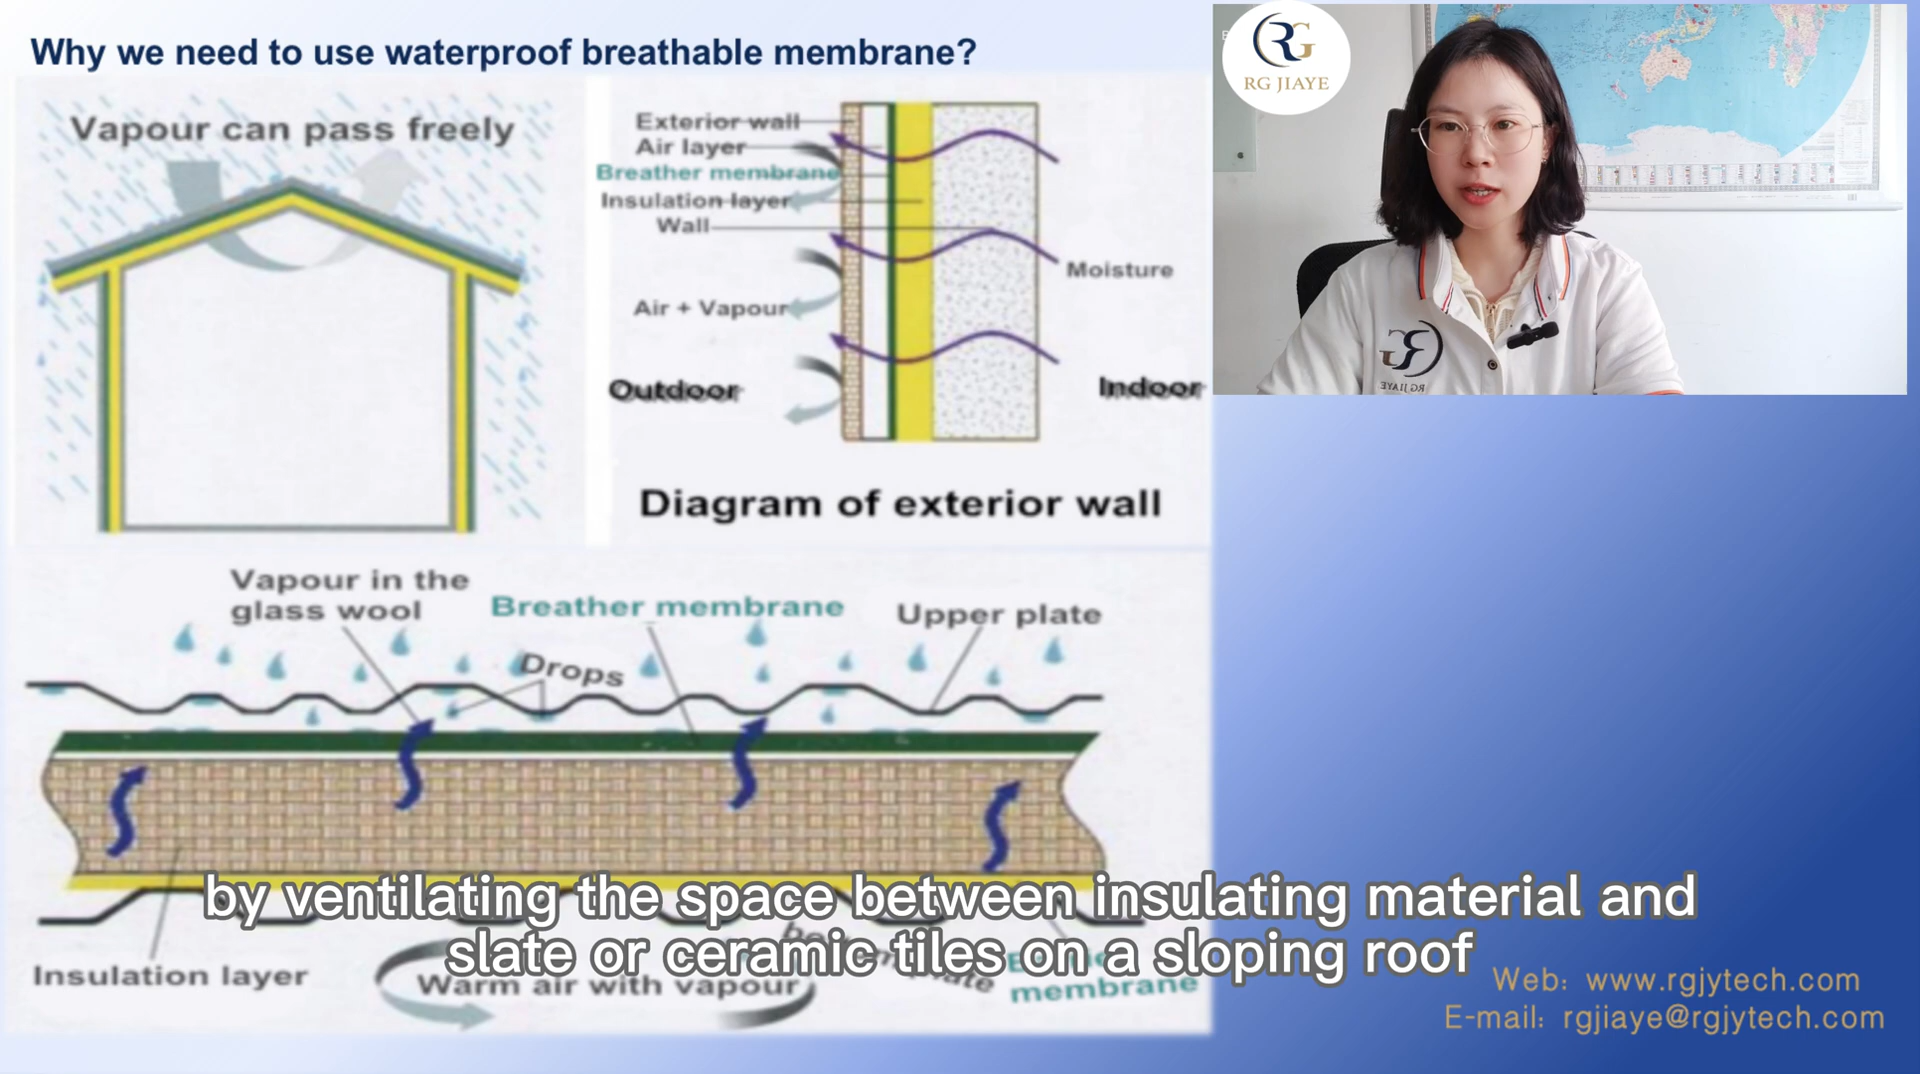 Why we need to use waterproof breathable membrane?
RG JIAYE
Vapour can pass freely
Exterior wall
Air layer
Breather membrane
Insulation layer
Wall
Moisture
Air + Vapour
Outdoor
Indoor
RG JIAYE
Diagram of exterior wall
Vapour in the
glass wool
Breather membrane
Upper plate
Drops
by ventilating the space between insulating material and
slate or ceramic tiles on a sloping roof
Insulation layer
Warm air with vapour
membrane
Web: www.rgjytech.com
E-mail: rgjiaye@rgjytech.com